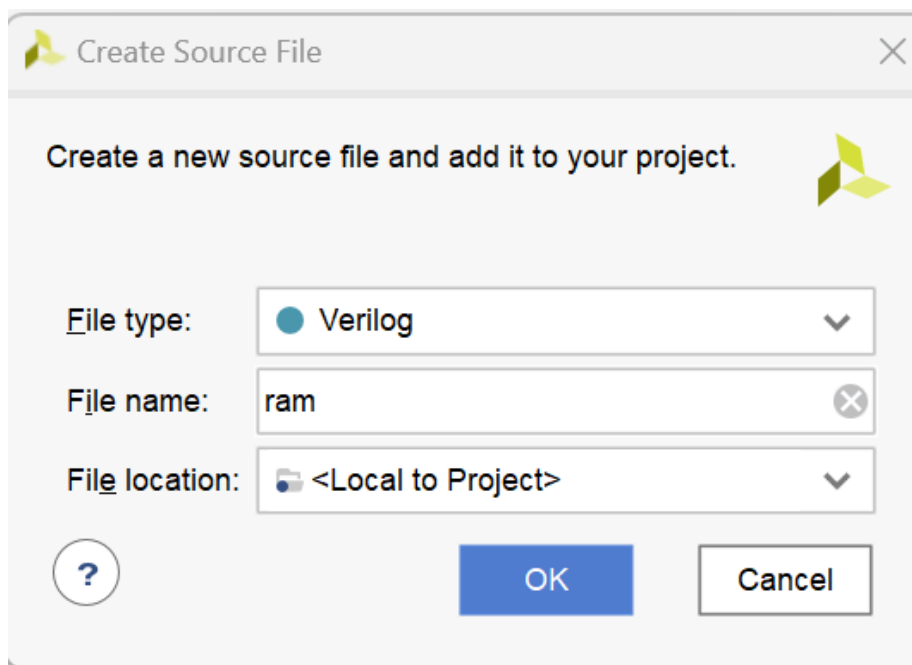 Create Source File
Create a new source file and add it to your project.
File type: Verilog
File name: ram
File location: <Local to Project>
? OK Cancel